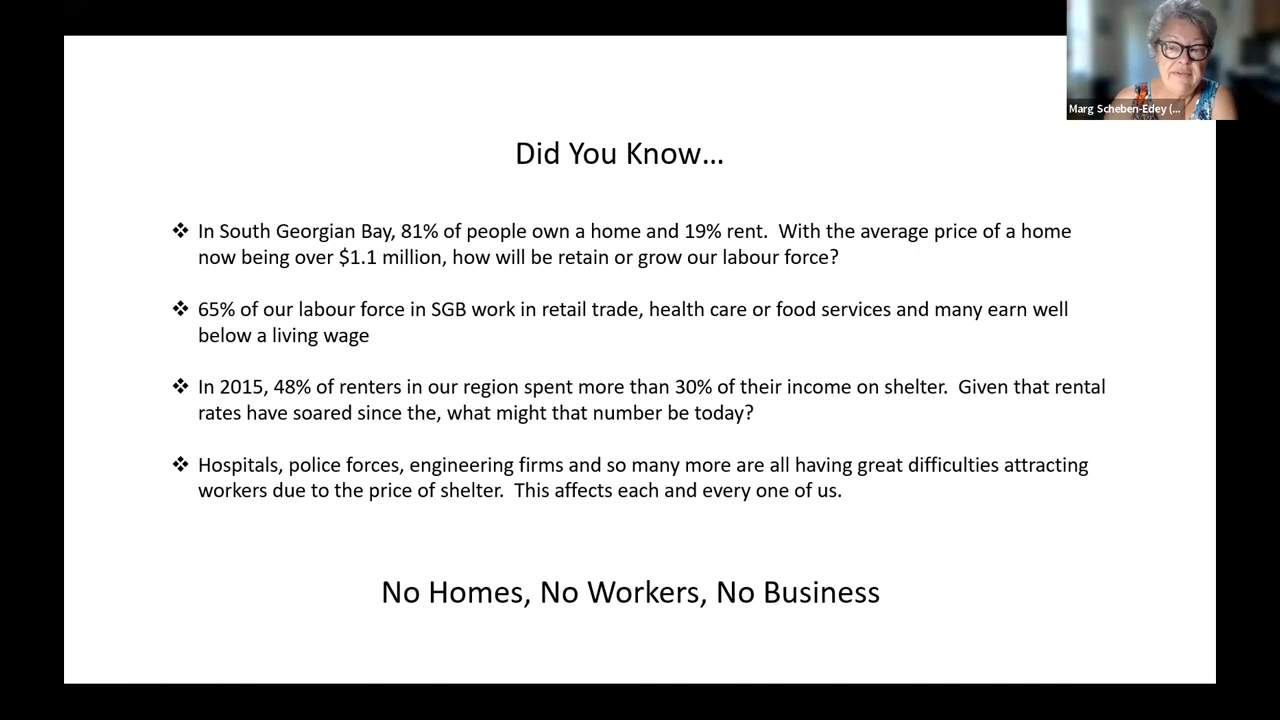 Marg Scheben-Edey (...
Did You Know...
❖ In South Georgian Bay, 81% of people own a home and 19% rent.  With the average price of a home
now being over $1.1 million, how will be retain or grow our labour force?
❖ 65% of our labour force in SGB work in retail trade, health care or food services and many earn well
below a living wage
❖ In 2015, 48% of renters in our region spent more than 30% of their income on shelter.  Given that rental
rates have soared since the, what might that number be today?
❖ Hospitals, police forces, engineering firms and so many more are all having great difficulties attracting
workers due to the price of shelter.  This affects each and every one of us.
No Homes, No Workers, No Business